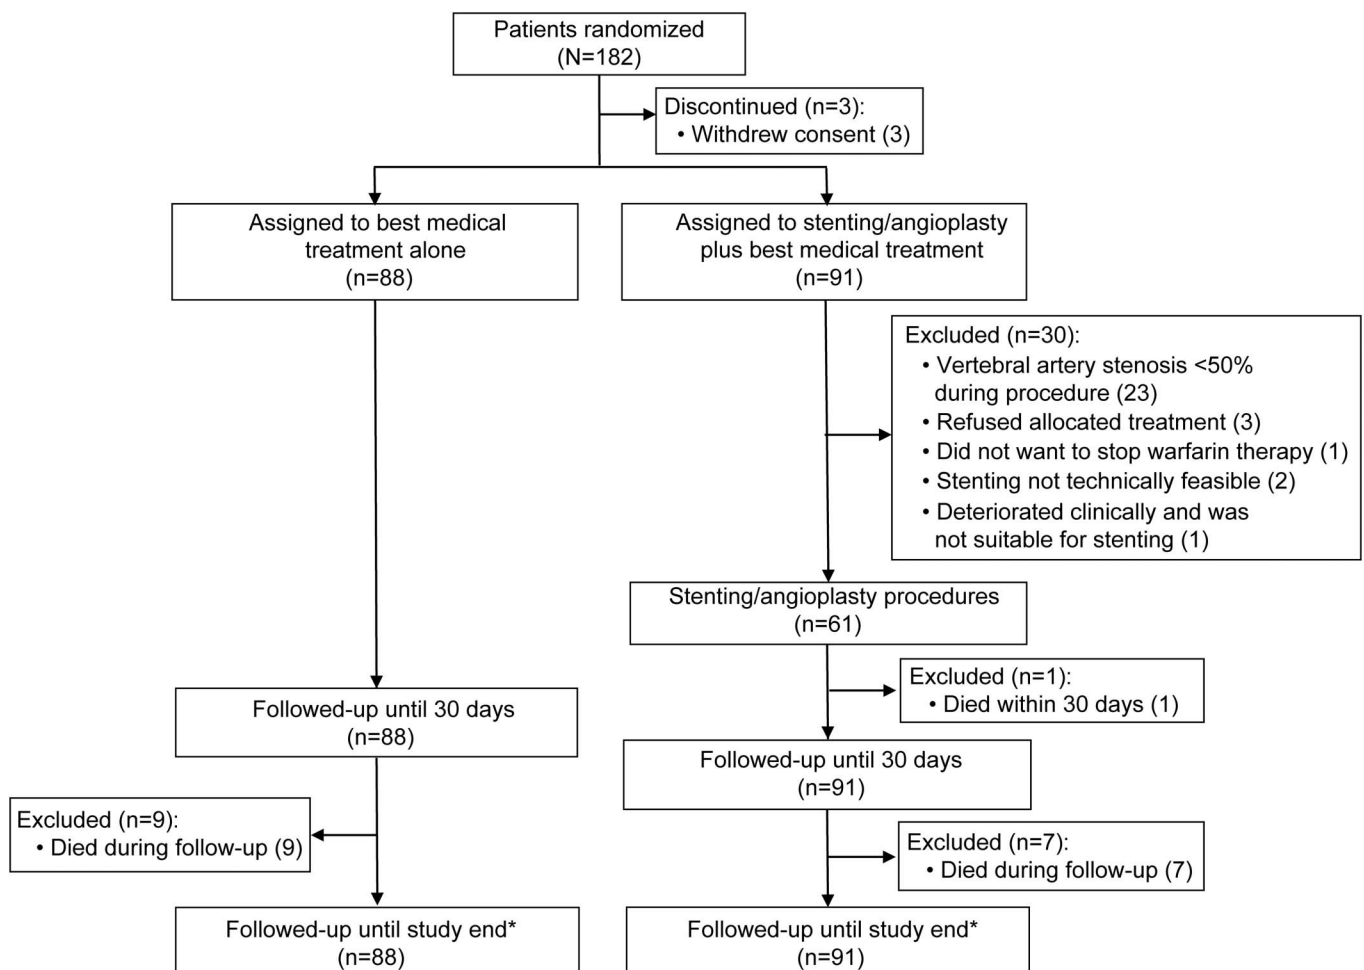 Patients randomized
(N=182)
Discontinued (n=3):
• Withdrew consent (3)
Assigned to best medical
treatment alone
(n=88)
Assigned to stenting/angioplasty
plus best medical treatment
(n=91)
Excluded (n=30):
• Vertebral artery stenosis <50%
during procedure (23)
• Refused allocated treatment (3)
• Did not want to stop warfarin therapy (1)
• Stenting not technically feasible (2)
• Deteriorated clinically and was
not suitable for stenting (1)
Stenting/angioplasty procedures
(n=61)
Excluded (n=1):
• Died within 30 days (1)
Followed-up until 30 days
(n=88)
Followed-up until 30 days
(n=91)
Excluded (n=9):
• Died during follow-up (9)
Excluded (n=7):
• Died during follow-up (7)
Followed-up until study end*
(n=88)
Followed-up until study end*
(n=91)